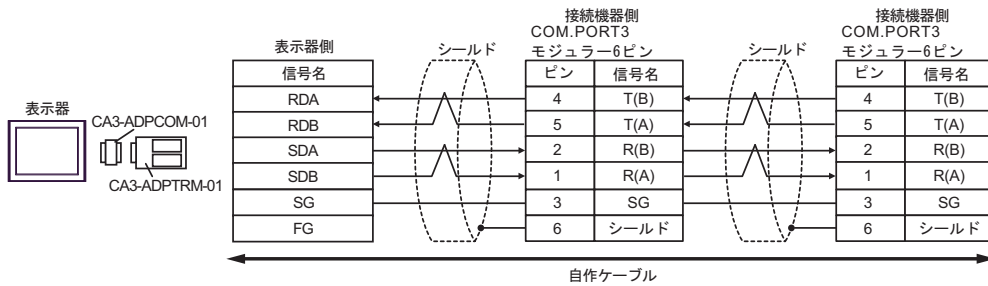 接続機器側
COM.PORT3
モジュラー6ピン
接続機器側
COM.PORT3
モジュラー6ピン
表示器側
シールド
シールド
信号名
ピン 信号名
ピン 信号名
表示器
CA3-ADPCOM-01
CA3-ADPTRM-01
RDA 4 T(B) 4 T(B)
RDB 5 T(A) 5 T(A)
SDA 2 R(B) 2 R(B)
SDB 1 R(A) 1 R(A)
SG 3 SG 3 SG
FG 6 シールド 6 シールド
自作ケーブル